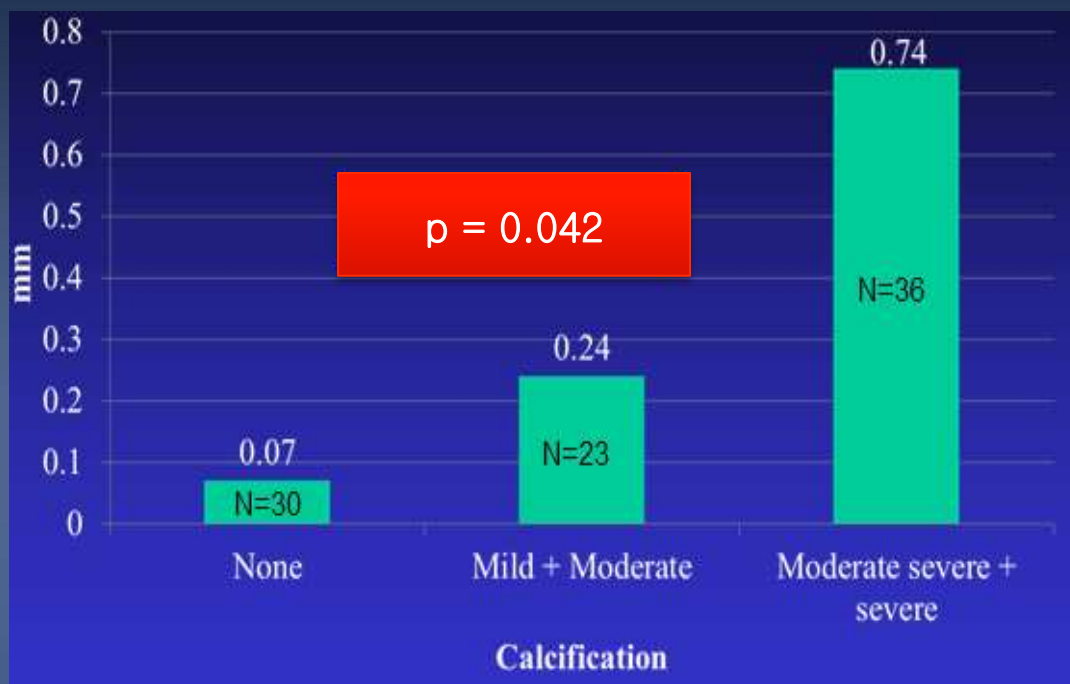 0.8
0.7
0.6
0.5
0.4
0.3
0.2
0.1
0
mm
p = 0.042
0.07
N=30
0.24
N=23
0.74
N=36
None
Mild + Moderate
Moderate severe +
severe
Calcification